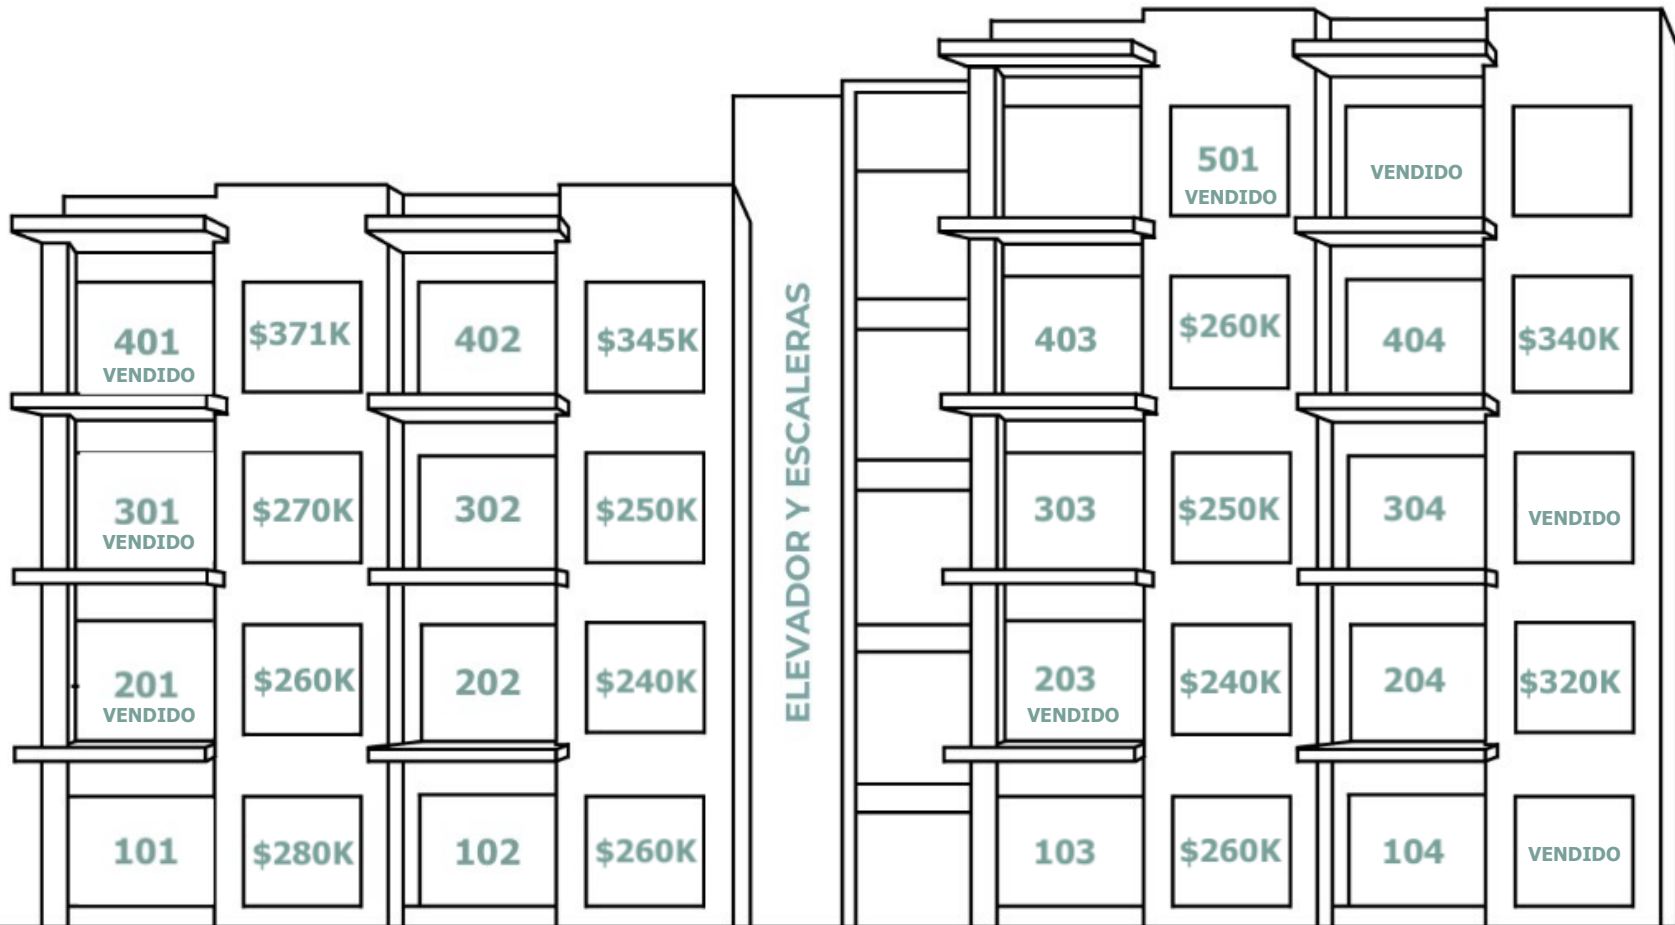 501
VENDIDO
VENDIDO
401
VENDIDO
$371K
402
$345K
403
$260K
404
$340K
301
VENDIDO
$270K
302
$250K
303
$250K
304
VENDIDO
201
VENDIDO
$260K
202
$240K
203
VENDIDO
$240K
204
$320K
101
$280K
102
$260K
103
$260K
104
VENDIDO
ELEVADOR Y ESCALERAS